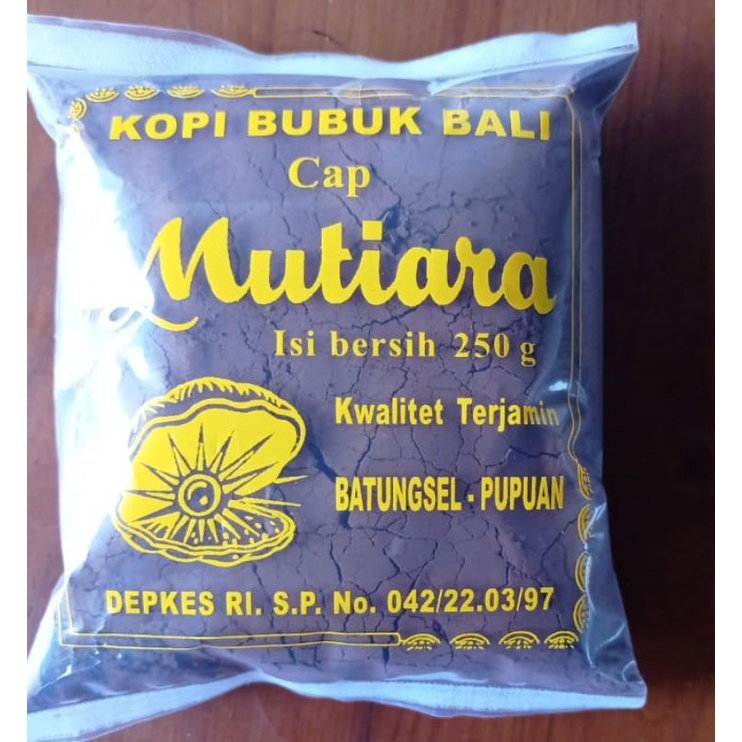 KOPI BUBUK BALI
Cap
Mutiara
Isi bersih 250 g
Kwalitet Terjamin
BATUNGSEL - PUPUAN
DEPKES RI. S.P. No. 042/22.03/97